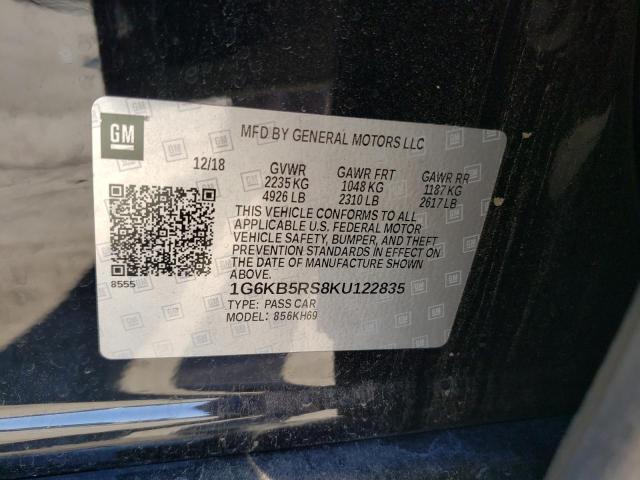 GM
MFD BY GENERAL MOTORS LLC
12/18 GVWR GAWR FRT GAWR RR
2235 KG 1048 KG 1187 KG
4926 LB 2310 LB 2617 LB
THIS VEHICLE CONFORMS TO ALL
APPLICABLE U.S. FEDERAL MOTOR
VEHICLE SAFETY, BUMPER, AND THEFT
PREVENTION STANDARDS IN EFFECT ON
THE DATE OF MANUFACTURE SHOWN
ABOVE.
8555
1G6KB5RS8KU122835
TYPE: PASS CAR
MODEL: 856KH69